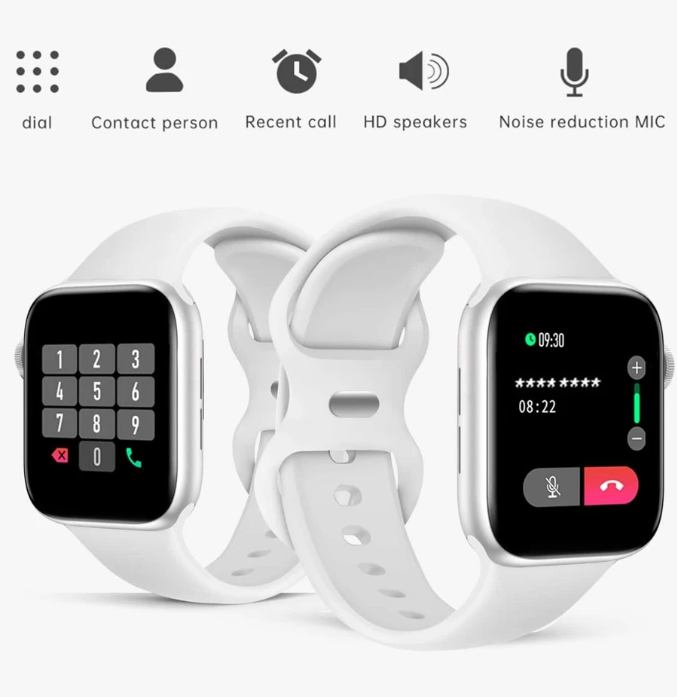 dial
Contact person
Recent call
HD speakers
Noise reduction MIC
1 2 3
4 5 6
7 8 9
0
09:30
********
08:22